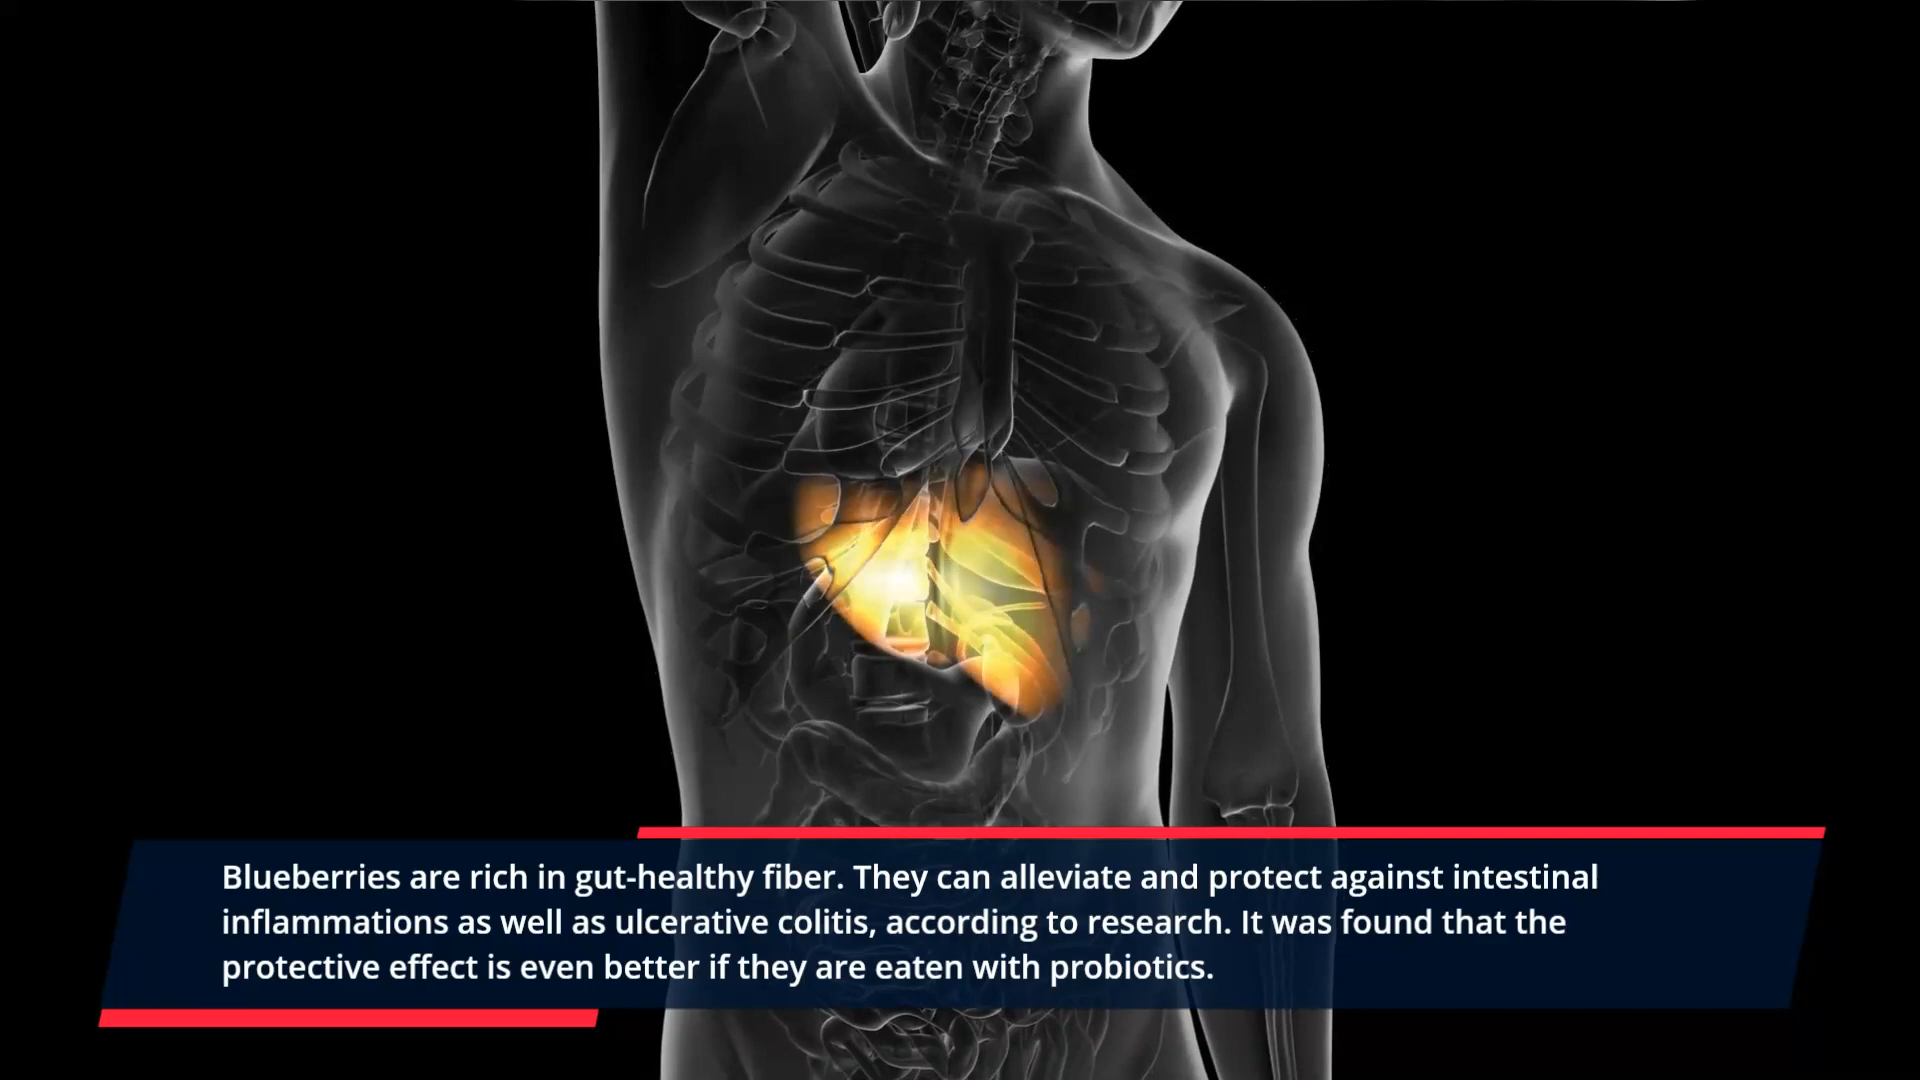 Blueberries are rich in gut-healthy fiber. They can alleviate and protect against intestinal
inflammations as well as ulcerative colitis, according to research. It was found that the
protective effect is even better if they are eaten with probiotics.